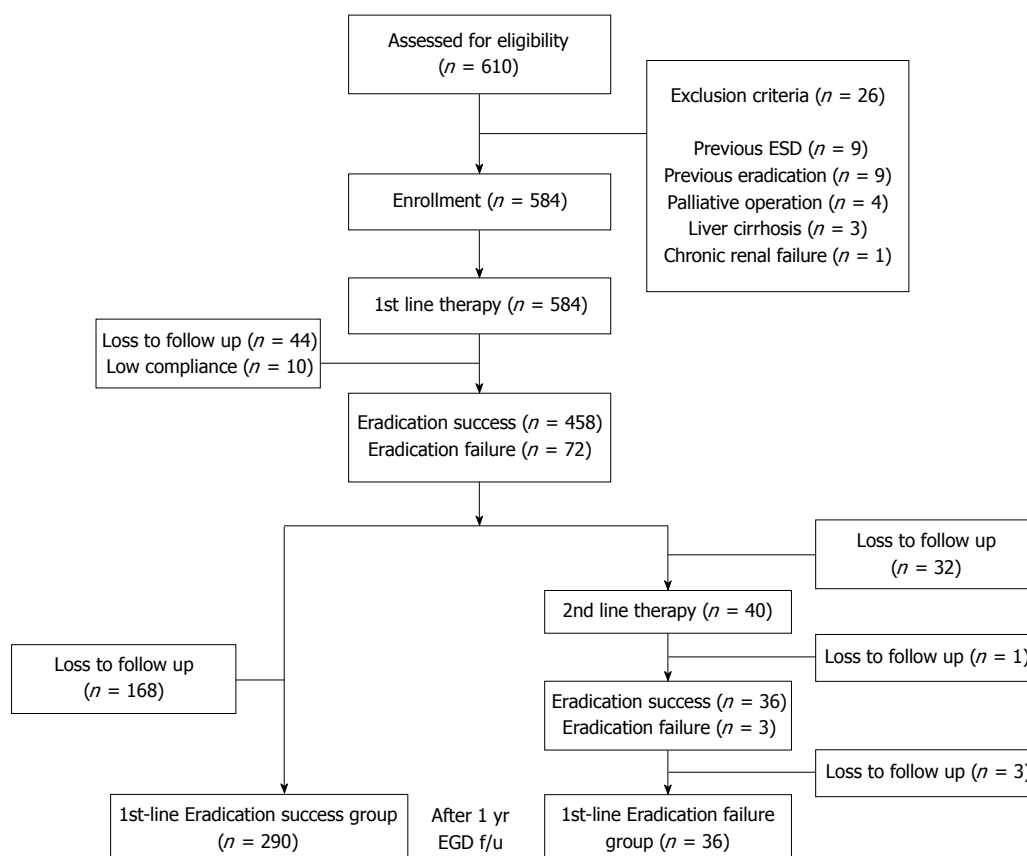 Assessed for eligibility
(n = 610)
Exclusion criteria (n = 26)
Previous ESD (n = 9)
Previous eradication (n = 9)
Palliative operation (n = 4)
Liver cirrhosis (n = 3)
Chronic renal failure (n = 1)
Enrollment (n = 584)
1st line therapy (n = 584)
Loss to follow up (n = 44)
Low compliance (n = 10)
Eradication success (n = 458)
Eradication failure (n = 72)
Loss to follow up
(n = 32)
2nd line therapy (n = 40)
Loss to follow up
(n = 168)
Loss to follow up (n = 1)
Eradication success (n = 36)
Eradication failure (n = 3)
Loss to follow up (n = 3)
1st-line Eradication success group
(n = 290)
After 1 yr
EGD f/u
1st-line Eradication failure
group (n = 36)